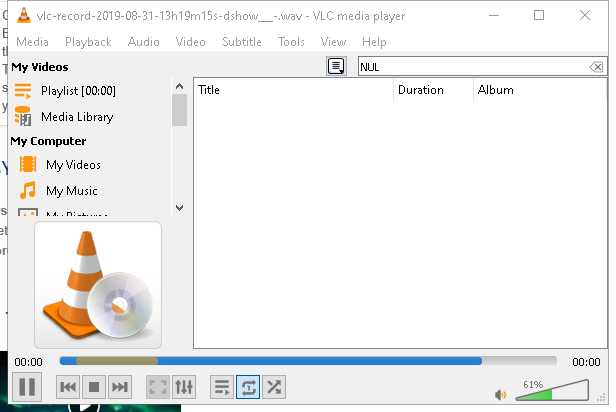 vlc-record-2019-08-31-13h19m15s-dshow___-.wav - VLC media player
Media Playback Audio Video Subtitle Tools View Help
My Videos
NUL
Playlist [00:00]
Media Library
My Computer
My Videos
My Music
My Pictures
Title Duration Album
00:00
00:00
61%